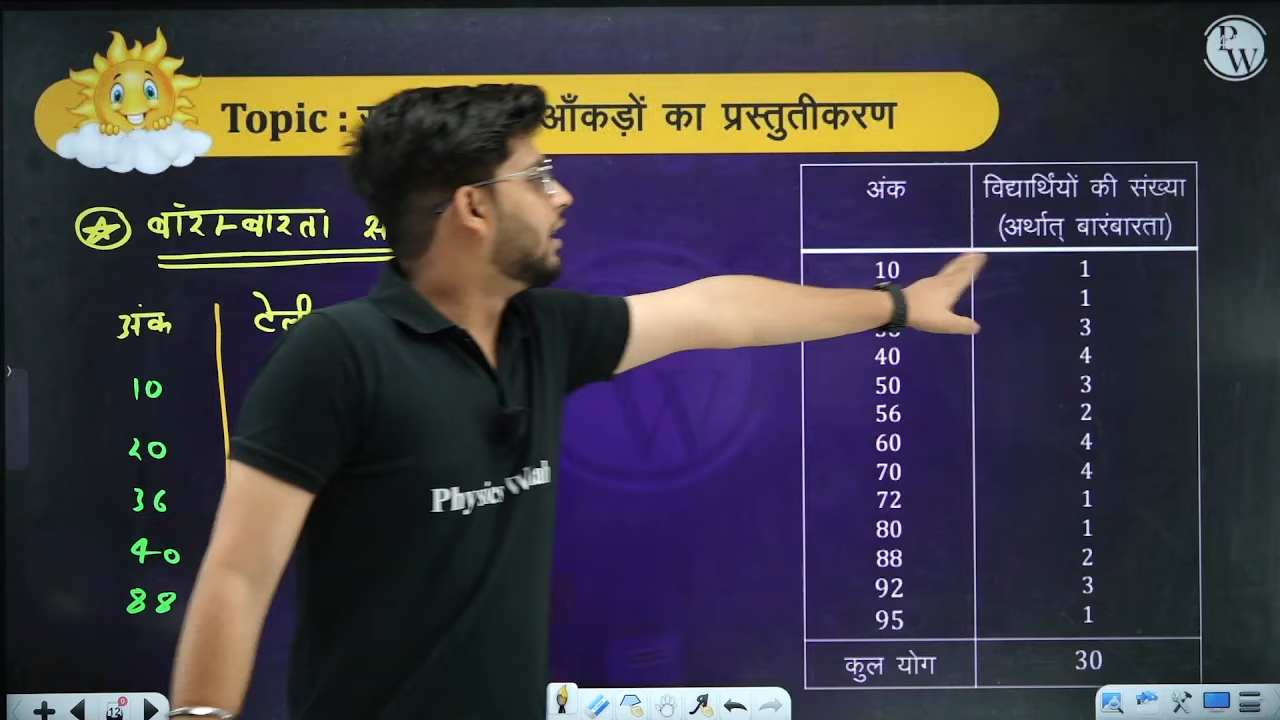 Topic : आँकड़ों का प्रस्तुतीकरण
बांरम्बारता
अंक
टेली
10
20
36
40
88
अंक विद्यार्थियों की संख्या
(अर्थात् बारंबारता)
10 1
1
3
40 4
50 3
56 2
60 4
70 4
72 1
80 1
88 2
92 3
95 1
कुल योग 30
PW
Physics Wallah
12